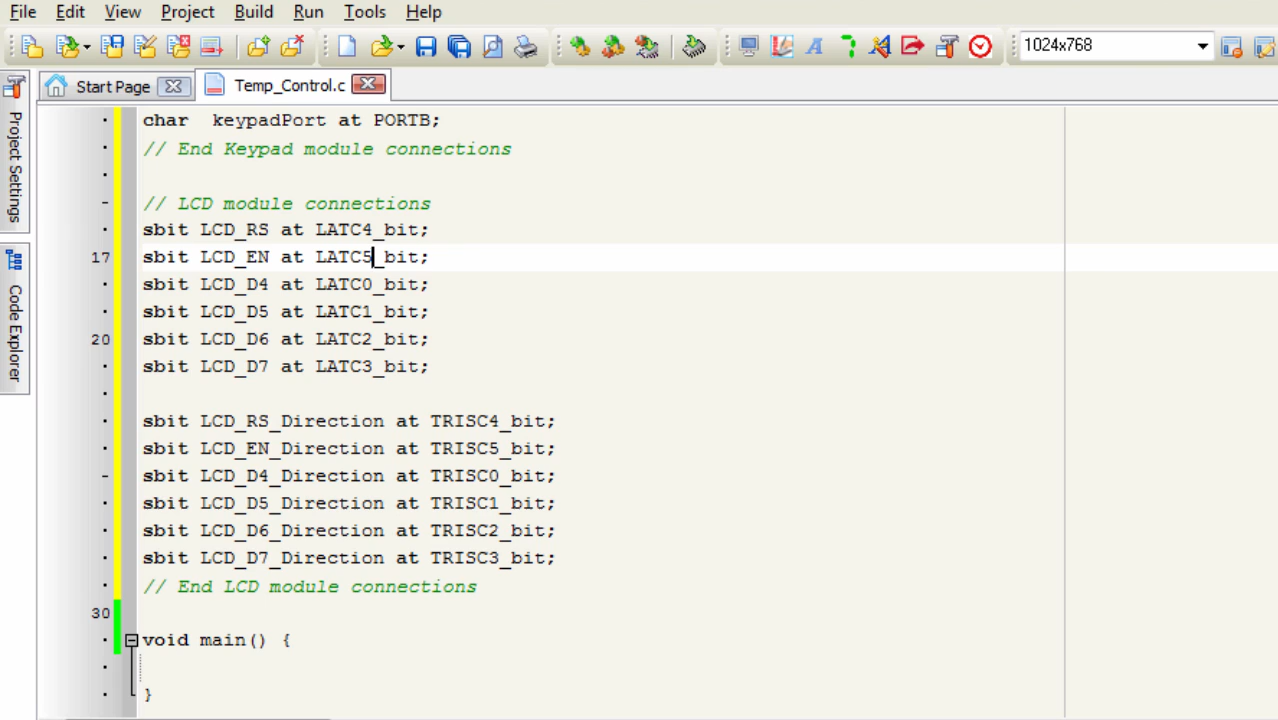 File Edit View Project Build Run Tools Help
1024x768
Start Page Temp_Control.c
Project Settings
Code Explorer
char  keypadPort at PORTB;
// End Keypad module connections
// LCD module connections
sbit LCD_RS at LATC4_bit;
17 sbit LCD_EN at LATC5_bit;
sbit LCD_D4 at LATC0_bit;
sbit LCD_D5 at LATC1_bit;
20 sbit LCD_D6 at LATC2_bit;
sbit LCD_D7 at LATC3_bit;
sbit LCD_RS_Direction at TRISC4_bit;
sbit LCD_EN_Direction at TRISC5_bit;
sbit LCD_D4_Direction at TRISC0_bit;
sbit LCD_D5_Direction at TRISC1_bit;
sbit LCD_D6_Direction at TRISC2_bit;
sbit LCD_D7_Direction at TRISC3_bit;
// End LCD module connections
30
void main() {
}